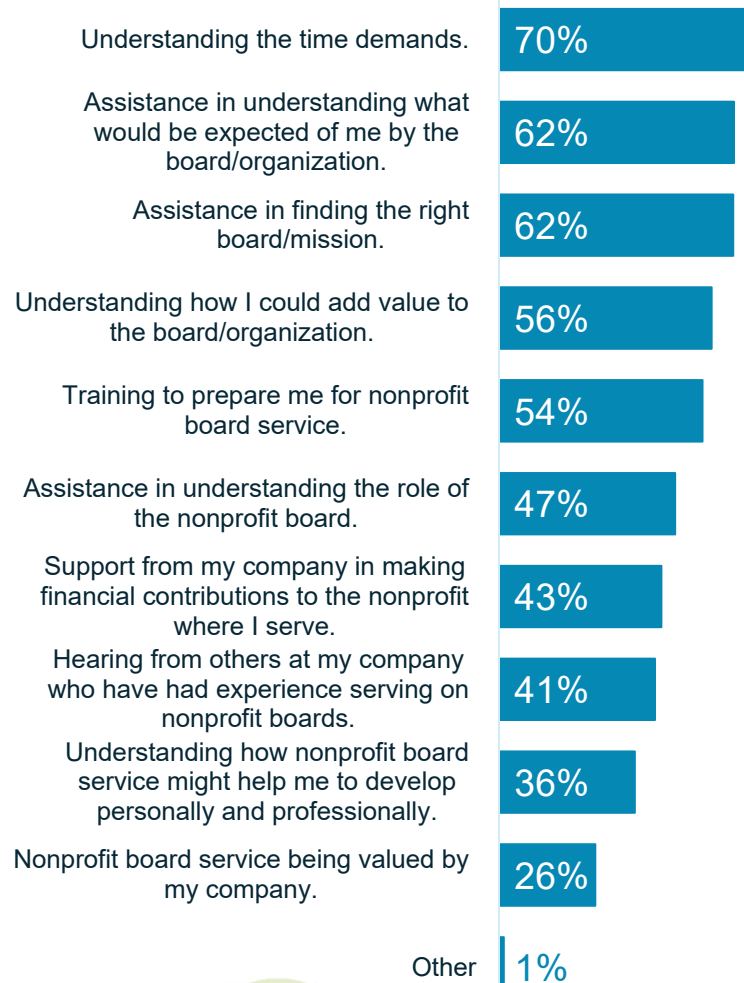 Understanding the time demands.
70%
Assistance in understanding what
would be expected of me by the
board/organization.
62%
Assistance in finding the right
board/mission.
62%
Understanding how I could add value to
the board/organization.
56%
Training to prepare me for nonprofit
board service.
54%
Assistance in understanding the role of
the nonprofit board.
47%
Support from my company in making
financial contributions to the nonprofit
where I serve.
43%
Hearing from others at my company
who have had experience serving on
nonprofit boards.
41%
Understanding how nonprofit board
service might help me to develop
personally and professionally.
36%
Nonprofit board service being valued by
my company.
26%
Other
1%